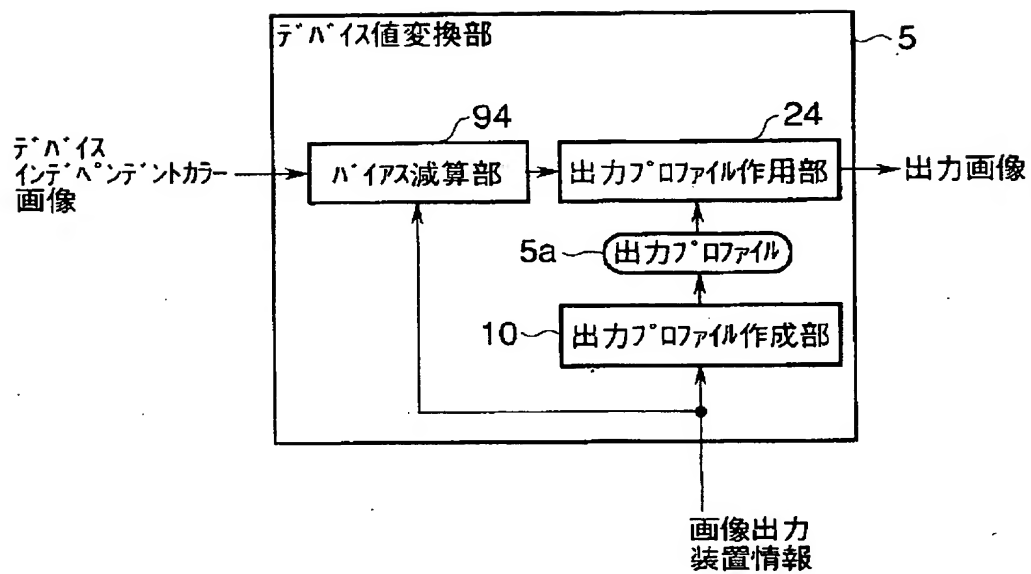 デバイス値変換部
5
94
24
デバイス
インデペンデントカラー
画像
バイアス減算部
出力プロファイル作用部
出力画像
5a
出力プロファイル
10
出力プロファイル作成部
画像出力
装置情報